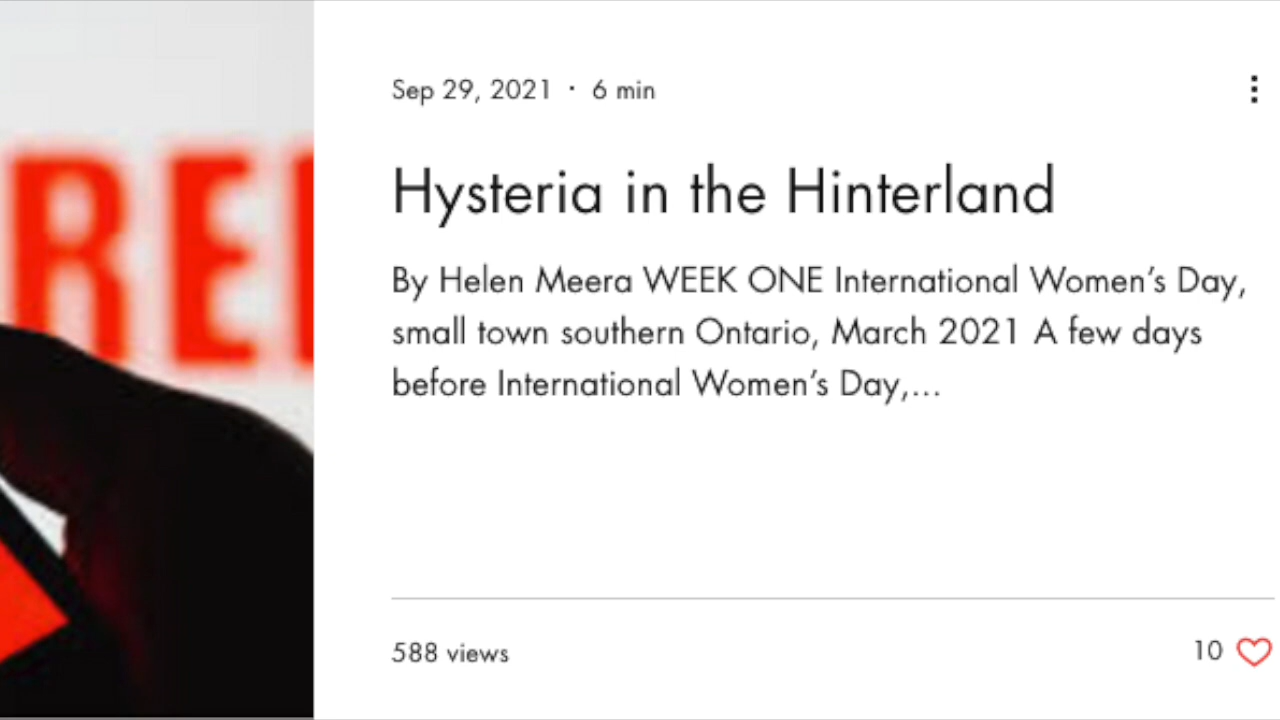 RE
Sep 29, 2021 · 6 min
Hysteria in the Hinterland
By Helen Meera WEEK ONE International Women’s Day,
small town southern Ontario, March 2021 A few days
before International Women’s Day,...
588 views
10